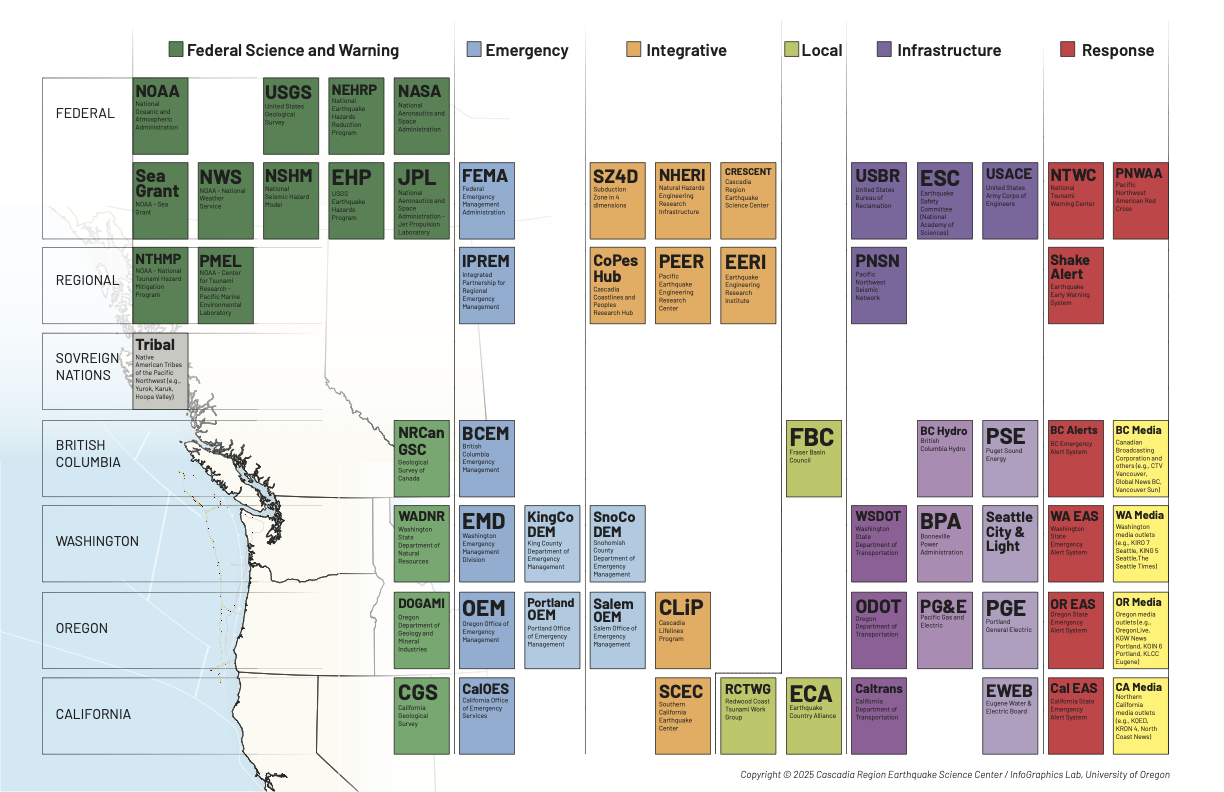 Federal Science and Warning
Emergency
Integrative
Local
Infrastructure
Response
FEDERAL
NOAA
National
Oceanic and
Atmospheric
Administration
USGS
United States
Geological
Survey
NEHRP
National
Earthquake
Hazards
Reduction
Program
NASA
National
Aeronautics and
Space
Administration
Sea
Grant
NOAA - Sea
Grant
NWS
NOAA - National
Weather
Service
NSHM
National
Seismic Hazard
Model
EHP
USGS
Earthquake
Hazards
Program
JPL
National
Aeronautics and
Space
Administration -
Jet Propulsion
Laboratory
FEMA
Federal
Emergency
Management
Administration
SZ4D
Subduction
Zone in 4
dimensions
NHERI
Natural Hazards
Engineering
Research
Infrastructure
CRESCENT
Cascadia
Region
Earthquake
Science Center
USBR
United States
Bureau of
Reclamation
ESC
Earthquake
Safety
Committee
(National
Academy of
Sciences)
USACE
United States
Army Corps of
Engineers
NTWC
National
Tsunami
Warning Center
PNWAA
Pacific
Northwest
American Red
Cross
REGIONAL
NTHMP
NOAA - National
Tsunami Hazard
Mitigation
Program
PMEL
NOAA - Center
for Tsunami
Research -
Pacific Marine
Environmental
Laboratory
IPREM
Integrated
Partnership for
Regional
Emergency
Management
CoPes
Hub
Cascadia
Coastlines and
Peoples
Research Hub
PEER
Pacific
Earthquake
Engineering
Research
Center
EERI
Earthquake
Engineering
Research
Institute
PNSN
Pacific
Northwest
Seismic
Network
Shake
Alert
Earthquake
Early Warning
System
SOVREIGN
NATIONS
Tribal
Native
American Tribes
of the Pacific
Northwest (e.g.,
Yurok, Karuk,
Hoopa Valley)
BRITISH
COLUMBIA
NRCan
GSC
Geological
Survey of
Canada
BCEM
British
Columbia
Emergency
Management
FBC
Fraser Basin
Council
BC Hydro
British
Columbia Hydro
PSE
Puget Sound
Energy
BC Alerts
BC Emergency
Alert System
BC Media
Canadian
Broadcasting
Corporation and
others (e.g., CTV
Vancouver,
Global News BC,
Vancouver Sun)
WASHINGTON
WADNR
Washington
State
Department of
Natural
Resources
EMD
Washington
Emergency
Management
Division
KingCo
DEM
King County
Department of
Emergency
Management
SnoCo
DEM
Snohomish
County
Department of
Emergency
Management
WSDOT
Washington
State
Department of
Transportation
BPA
Bonneville
Power
Administration
Seattle
City &
Light
WA EAS
Washington
State
Emergency
Alert System
WA Media
Washington
media outlets
(e.g., KIRO 7
Seattle, KING 5
Seattle,The
Seattle Times)
OREGON
DOGAMI
Oregon
Department of
Geology and
Mineral
Industries
OEM
Oregon Office of
Emergency
Management
Portland
OEM
Portland Office
of Emergency
Management
Salem
OEM
Salem Office of
Emergency
Management
CLiP
Cascadia
Lifelines
Program
ODOT
Oregon
Department of
Transportation
PG&E
Pacific Gas and
Electric
PGE
Portland
General Electric
OR EAS
Oregon State
Emergency
Alert System
OR Media
Oregon media
outlets (e.g.,
OregonLive,
KGW News
Portland, KOIN 6
Portland, KLCC
Eugene)
CALIFORNIA
CGS
California
Geological
Survey
CalOES
California Office
of Emergency
Services
SCEC
Southern
California
Earthquake
Center
RCTWG
Redwood Coast
Tsunami Work
Group
ECA
Earthquake
Country Alliance
Caltrans
California
Department of
Transportation
EWEB
Eugene Water &
Electric Board
Cal EAS
California State
Emergency
Alert System
CA Media
Northern
California
media outlets
(e.g., KQED,
KRON 4, North
Coast News)
Copyright © 2025 Cascadia Region Earthquake Science Center / InfoGraphics Lab, University of Oregon